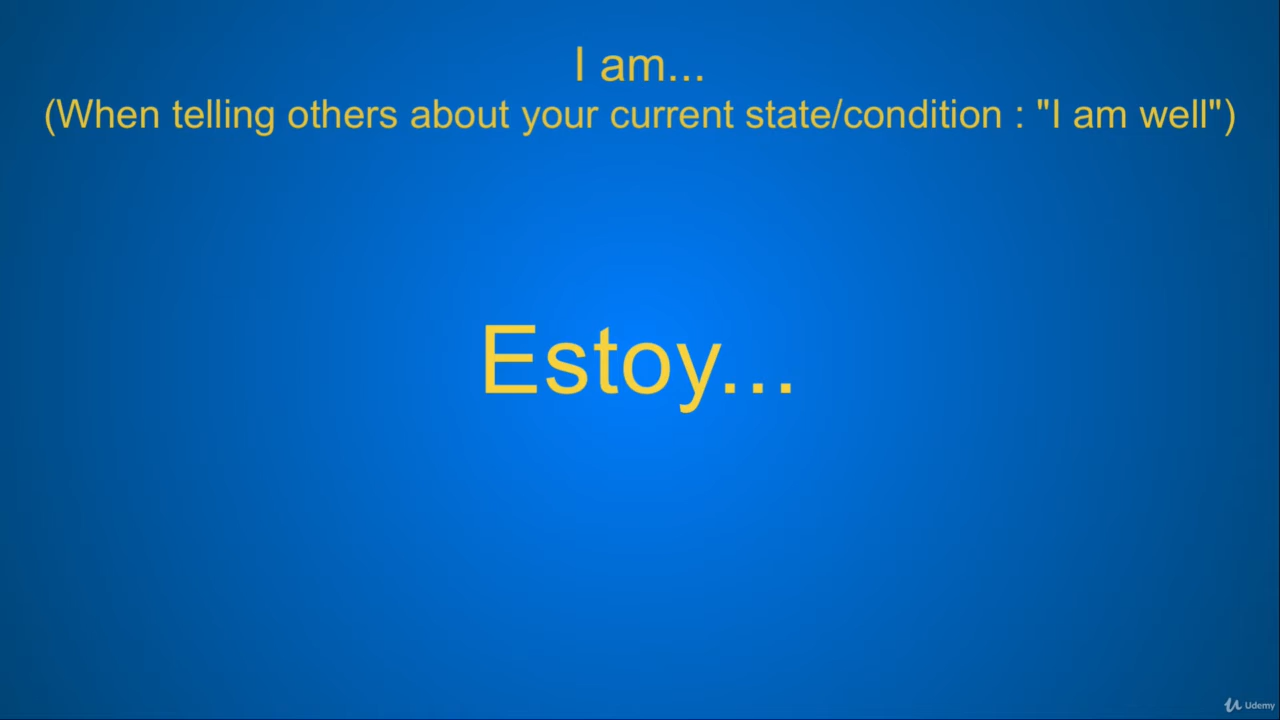 I am...
(When telling others about your current state/condition : "I am well")
Estoy...
Udemy